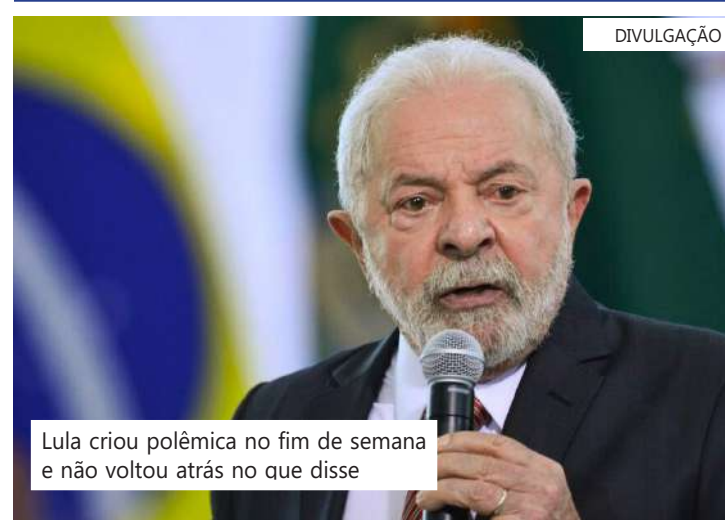 DIVULGAÇÃO
Lula criou polêmica no fim de semana
e não voltou atrás no que disse